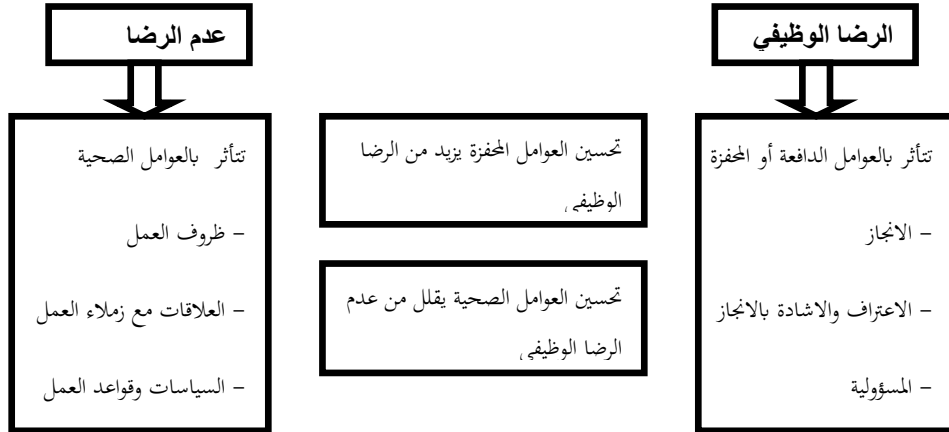 الرضا الوظيفي
عدم الرضا
تتأثر بالعوامل الدافعة أو المحفزة
– الانجاز
– الاعتراف والاشادة بالانجاز
– المسؤولية
تحسين العوامل المحفزة يزيد من الرضا
الوظيفي
تحسين العوامل الصحية يقلل من عدم
الرضا الوظيفي
تتأثر بالعوامل الصحية
– ظروف العمل
– العلاقات مع زملاء العمل
– السياسات وقواعد العمل